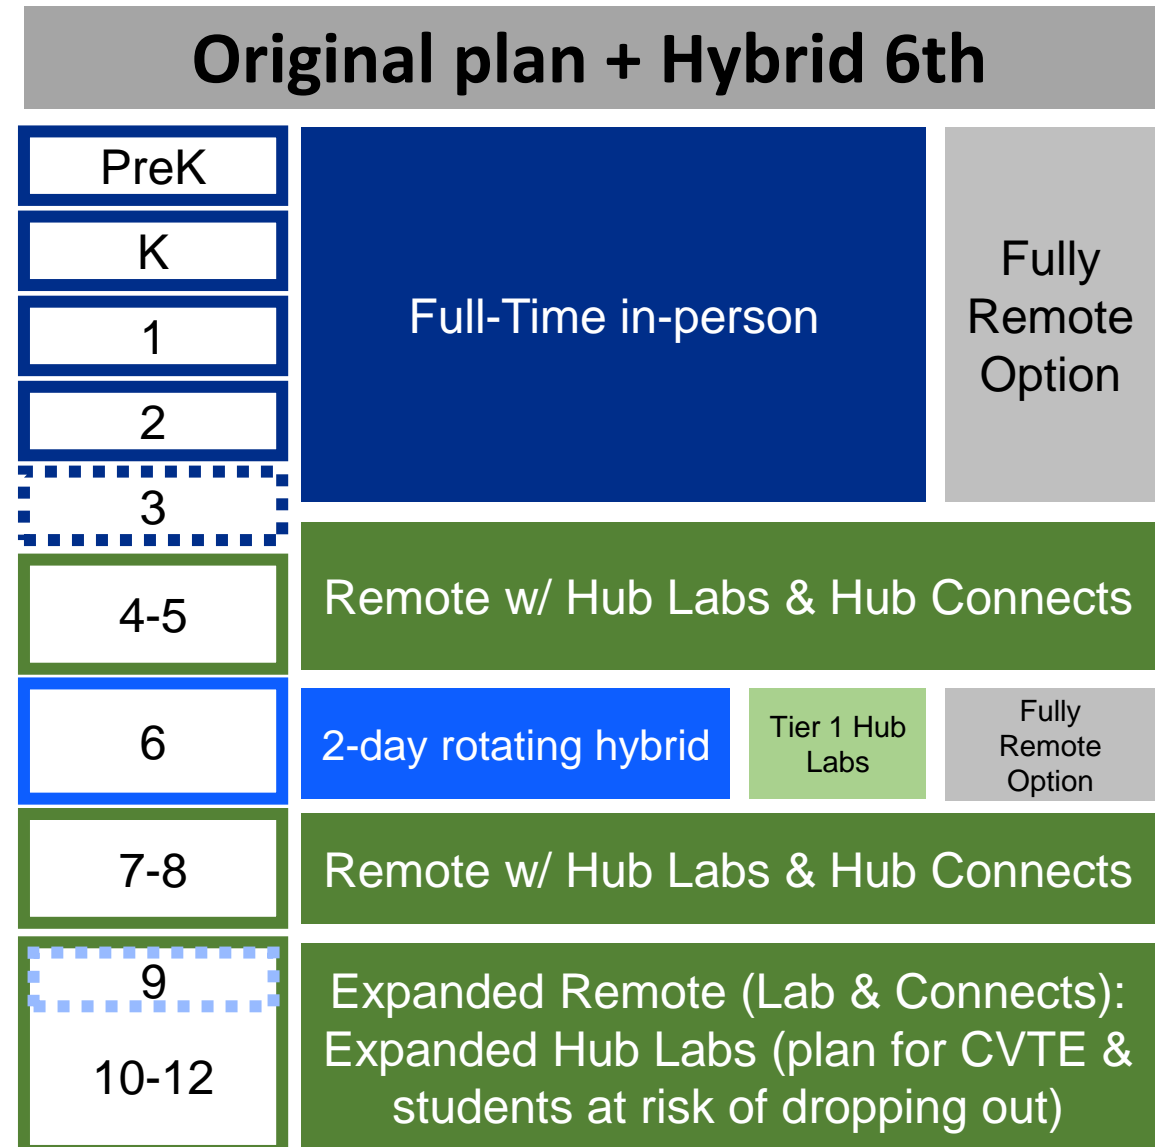 Original plan + Hybrid 6th
PreK
K
1
2
3
Full-Time in-person
Fully
Remote
Option
4-5
Remote w/ Hub Labs & Hub Connects
6
2-day rotating hybrid
Tier 1 Hub
Labs
Fully
Remote
Option
7-8
Remote w/ Hub Labs & Hub Connects
9
10-12
Expanded Remote (Lab & Connects):
Expanded Hub Labs (plan for CVTE &
students at risk of dropping out)